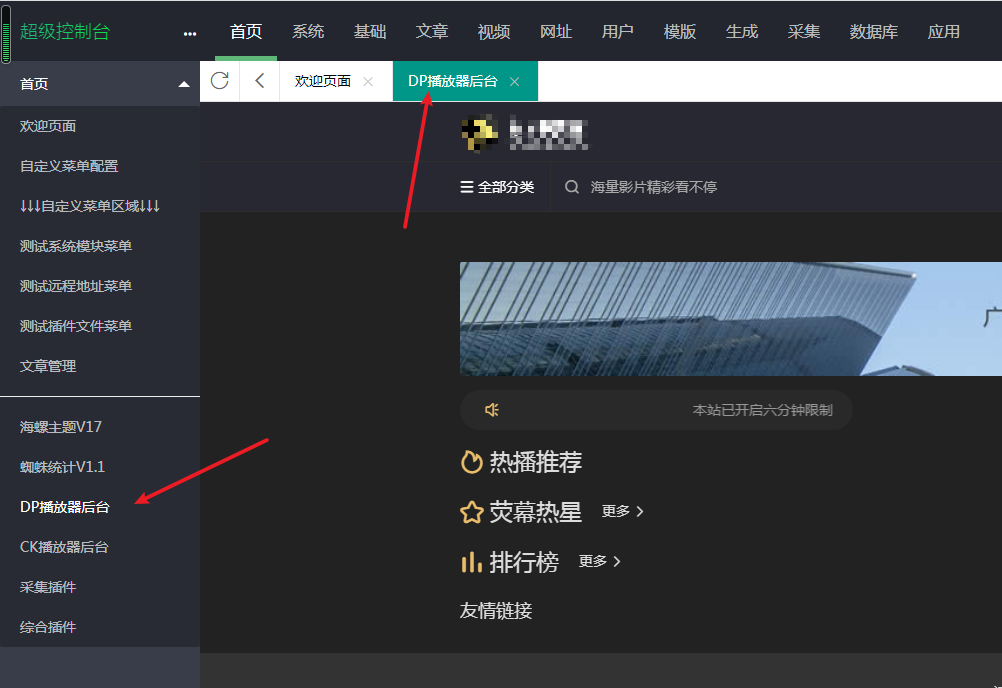 超级控制台 ... 首页 系统 基础 文章 视频 网址 用户 模版 生成 采集 数据库 应用
首页
欢迎页面 DP播放器后台
欢迎页面
自定义菜单配置
↓↓↓自定义菜单区域↓↓↓
测试系统模块菜单
测试远程地址菜单
测试插件文件菜单
文章管理
海螺主题V17
蜘蛛统计V1.1
DP播放器后台
CK播放器后台
采集插件
综合插件
全部分类 海量影片精彩看不停
本站已开启六分钟限制
热播推荐
荧幕热星 更多
排行榜 更多
友情链接